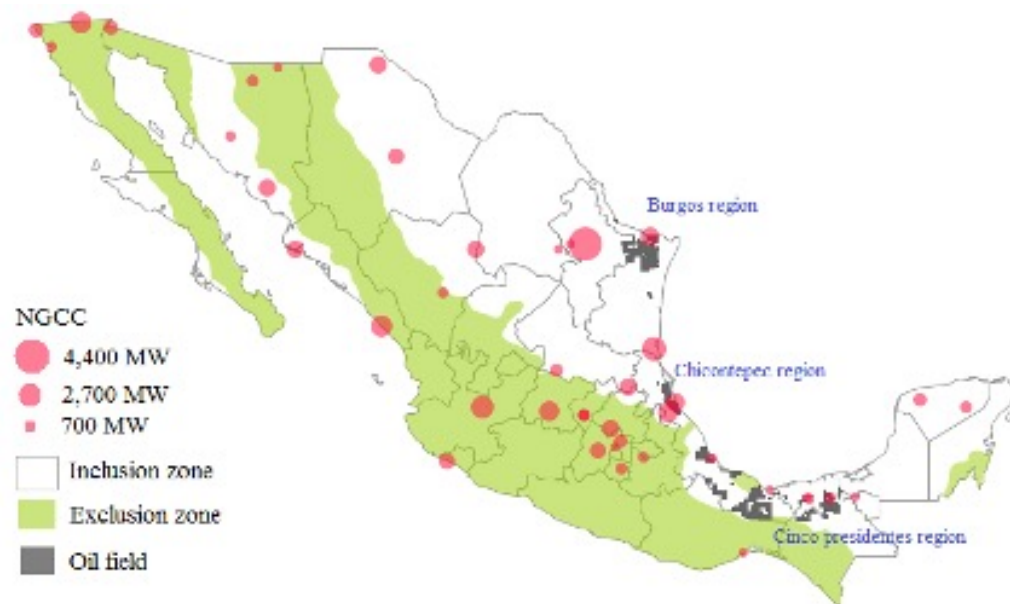 Burgos region
NGCC
4,400 MW
2,700 MW
700 MW
Inclusion zone
Exclusion zone
Oil field
Chicontepec region
Cinco presidentes region